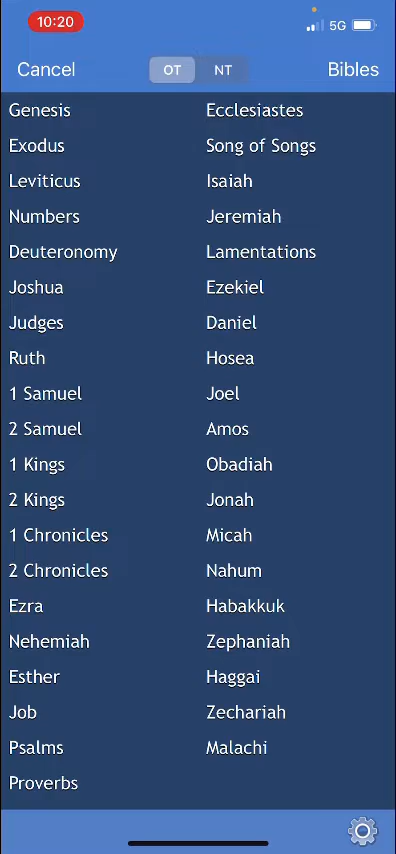 10:20
5G
Cancel
OT
NT
Bibles
Genesis
Exodus
Leviticus
Numbers
Deuteronomy
Joshua
Judges
Ruth
1 Samuel
2 Samuel
1 Kings
2 Kings
1 Chronicles
2 Chronicles
Ezra
Nehemiah
Esther
Job
Psalms
Proverbs
Ecclesiastes
Song of Songs
Isaiah
Jeremiah
Lamentations
Ezekiel
Daniel
Hosea
Joel
Amos
Obadiah
Jonah
Micah
Nahum
Habakkuk
Zephaniah
Haggai
Zechariah
Malachi